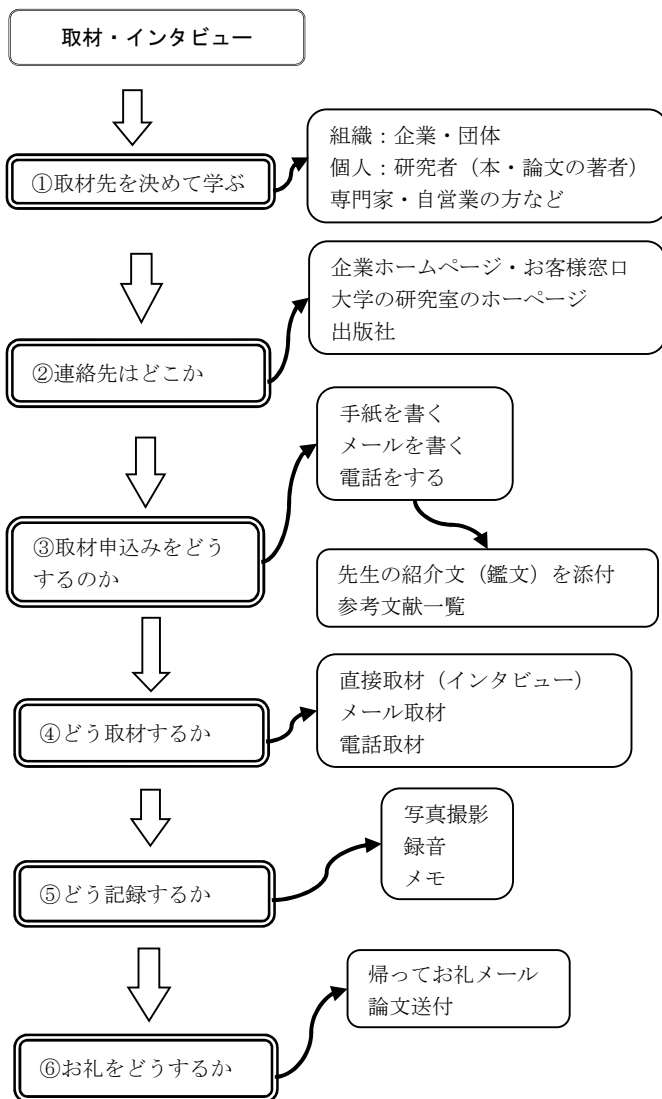 取材・インタビュー
①取材先を決めて学ぶ
組織：企業・団体
個人：研究者（本・論文の著者）
専門家・自営業の方など
②連絡先はどこか
企業ホームページ・お客様窓口
大学の研究室のホーページ
出版社
③取材申込みをどう
するのか
手紙を書く
メールを書く
電話をする
先生の紹介文（鑑文）を添付
参考文献一覧
④どう取材するか
直接取材（インタビュー）
メール取材
電話取材
⑤どう記録するか
写真撮影
録音
メモ
⑥お礼をどうするか
帰ってお礼メール
論文送付